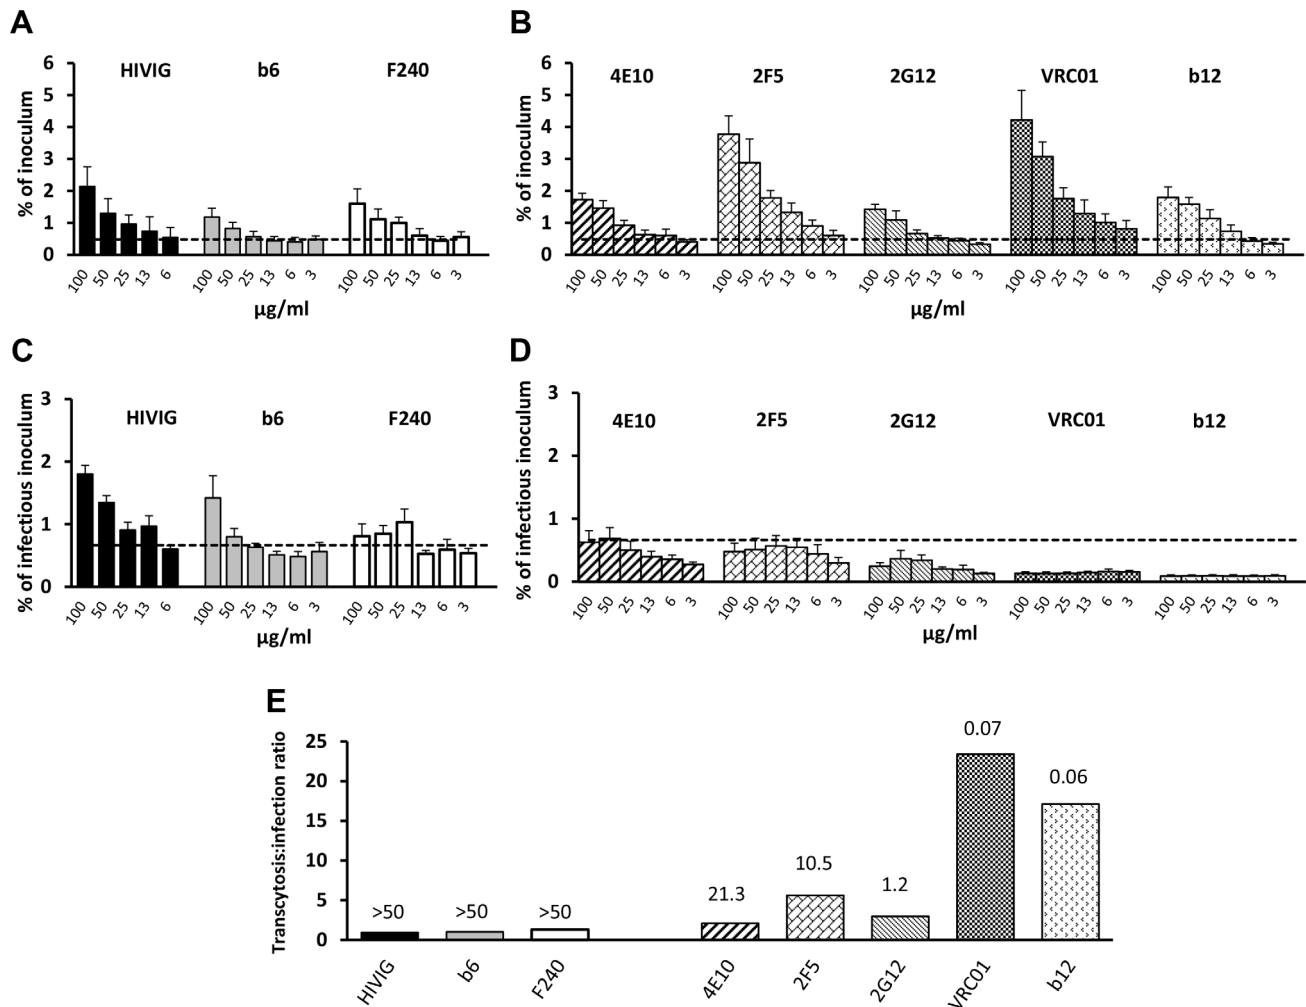 A
B
% of inoculum
6
5
4
3
2
1
0
HIVIG b6 F240
100 50 25 13 6 100 50 25 13 6 3 100 50 25 13 6 3
µg/ml
% of inoculum
6
5
4
3
2
1
0
4E10 2F5 2G12 VRC01 b12
100 50 25 13 6 3 100 50 25 13 6 3 100 50 25 13 6 3 100 50 25 13 6 3 100 50 25 13 6 3
µg/ml
C
D
% of infectious inoculum
3
2
1
0
HIVIG b6 F240
100 50 25 13 6 100 50 25 13 6 3 100 50 25 13 6 3
µg/ml
% of infectious inoculum
3
2
1
0
4E10 2F5 2G12 VRC01 b12
100 50 25 13 6 3 100 50 25 13 6 3 100 50 25 13 6 3 100 50 25 13 6 3 100 50 25 13 6 3
µg/ml
E
Transcytosis:infection ratio
25
20
15
10
5
0
>50 >50 >50 21.3 10.5 1.2 0.07 0.06
HIVIG b6 F240 4E10 2F5 2G12 VRC01 b12